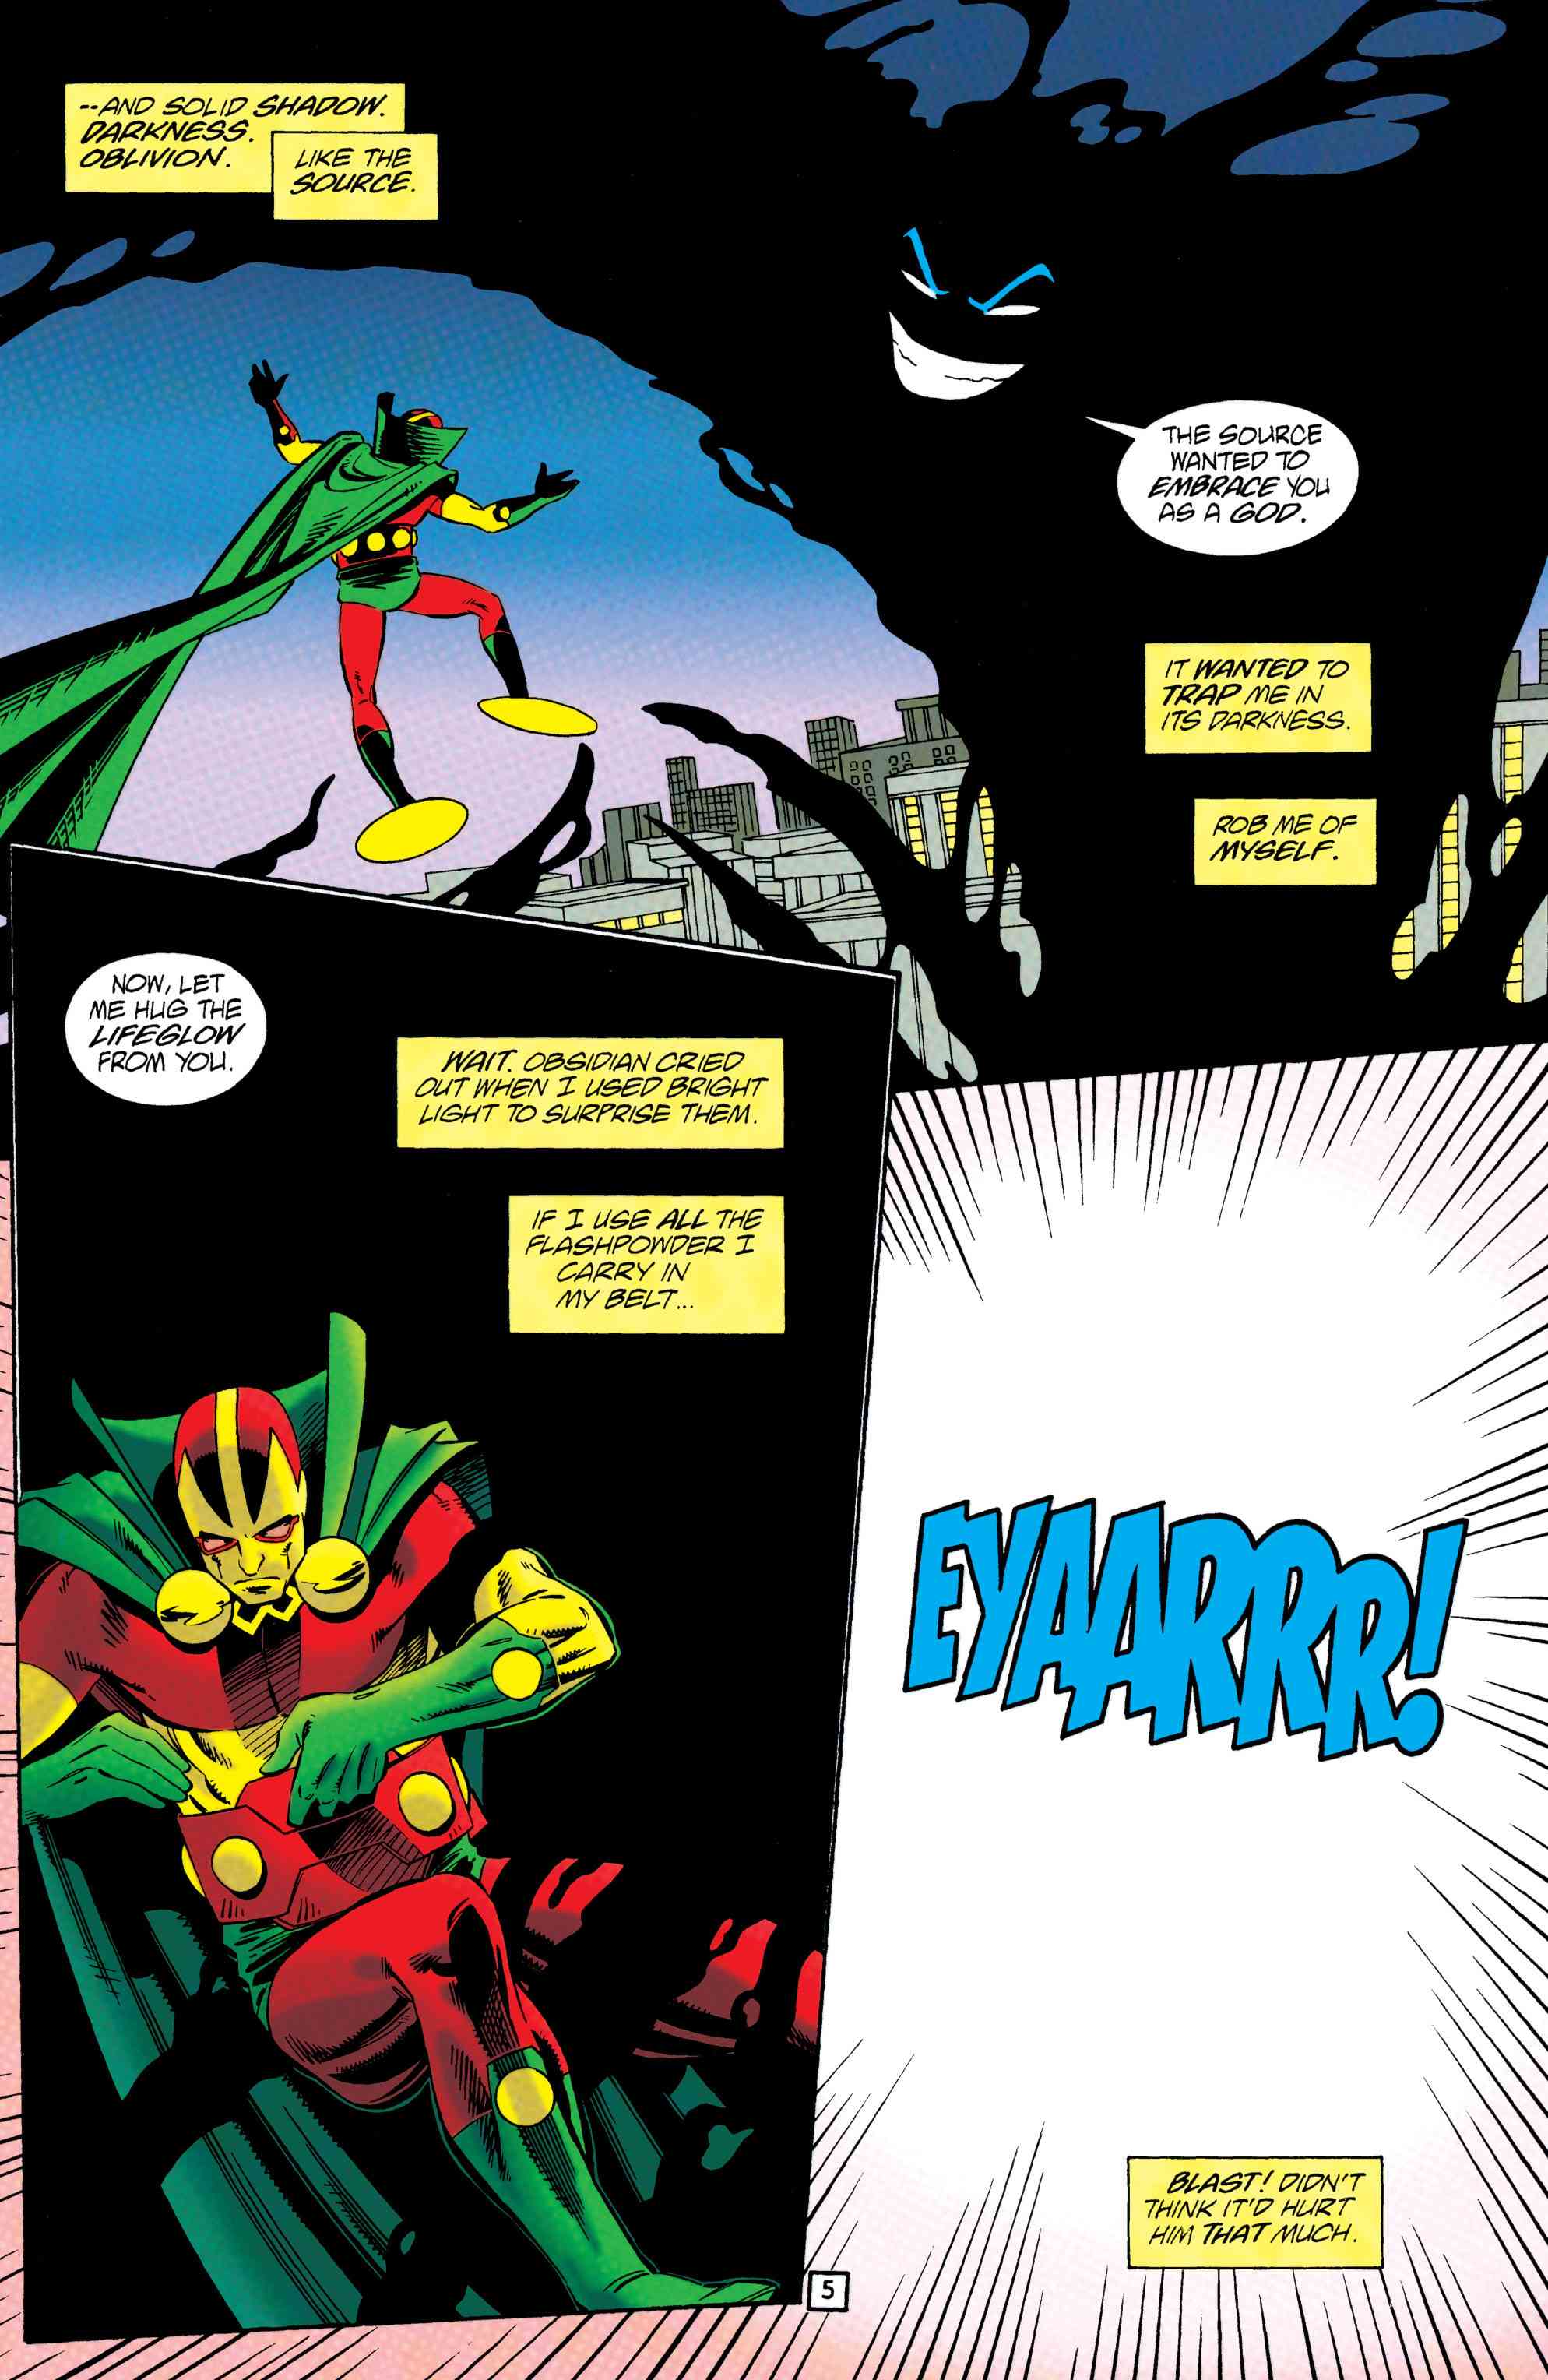 --AND SOLID SHADOW.
DARKNESS.
OBLIVION.
LIKE THE
SOURCE.
THE SOURCE
WANTED TO
EMBRACE YOU
AS A GOD.
IT WANTED TO
TRAP ME IN
ITS DARKNESS.
ROB ME OF
MYSELF.
NOW, LET
ME HUG THE
LIFEGLOW
FROM YOU.
WAIT. OBSIDIAN CRIED
OUT WHEN I USED BRIGHT
LIGHT TO SURPRISE THEM.
IF I USE ALL THE
FLASHPOWDER I
CARRY IN
MY BELT...
EYAARRR!
BLAST! DIDN'T
THINK IT'D HURT
HIM THAT MUCH.
5